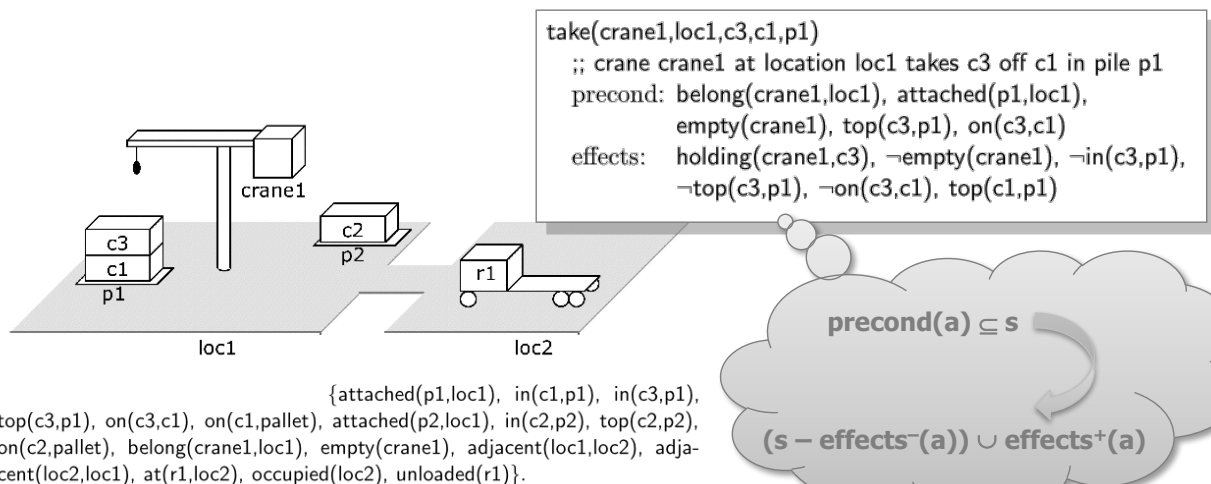 take(crane1,loc1,c3,c1,p1)
;; crane crane1 at location loc1 takes c3 off c1 in pile p1
precond: belong(crane1,loc1), attached(p1,loc1),
empty(crane1), top(c3,p1), on(c3,c1)
effects: holding(crane1,c3), ¬empty(crane1), ¬in(c3,p1),
¬top(c3,p1), ¬on(c3,c1), top(c1,p1)
crane1
c3
c1
p1
c2
p2
r1
loc1
loc2
precond(a) ⊆ s
(s – effects⁻(a)) ∪ effects⁺(a)
{attached(p1,loc1), in(c1,p1), in(c3,p1),
top(c3,p1), on(c3,c1), on(c1,pallet), attached(p2,loc1), in(c2,p2), top(c2,p2),
on(c2,pallet), belong(crane1,loc1), empty(crane1), adjacent(loc1,loc2), adja-
cent(loc2,loc1), at(r1,loc2), occupied(loc2), unloaded(r1)}.